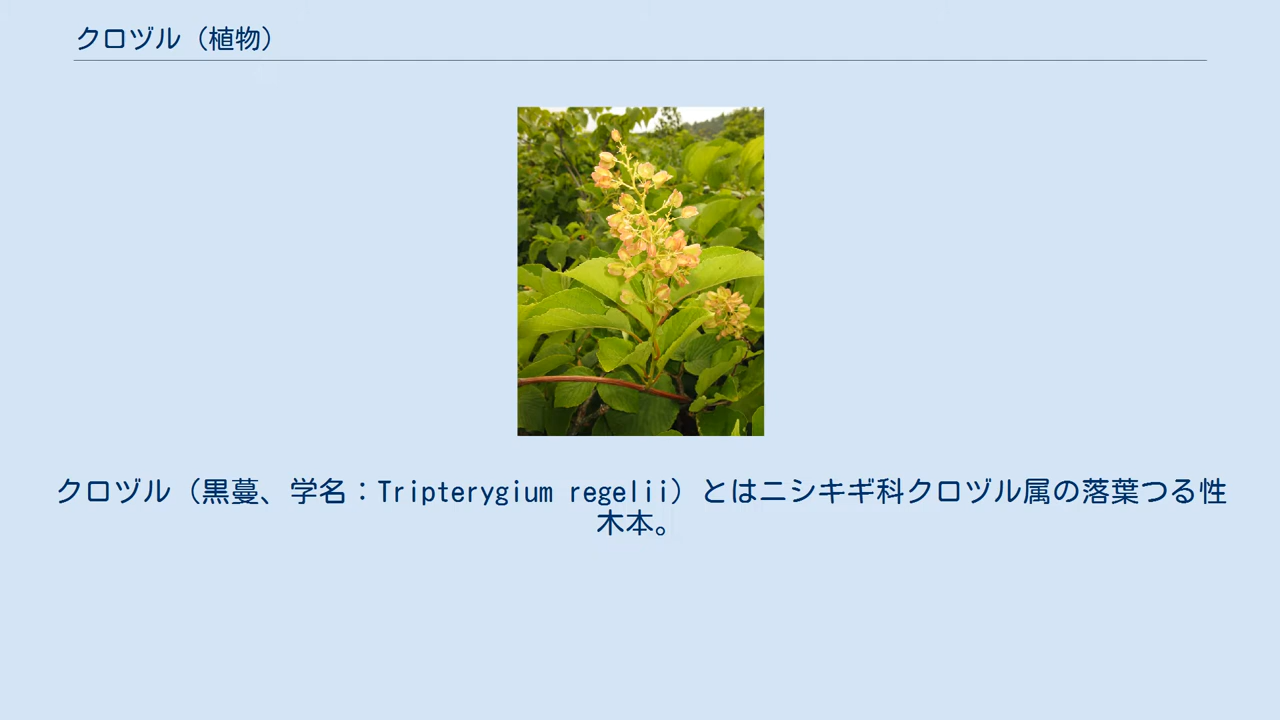 クロヅル（植物）
クロヅル（黒蔓、学名：Tripterygium regelii）とはニシキギ科クロヅル属の落葉つる性
木本。